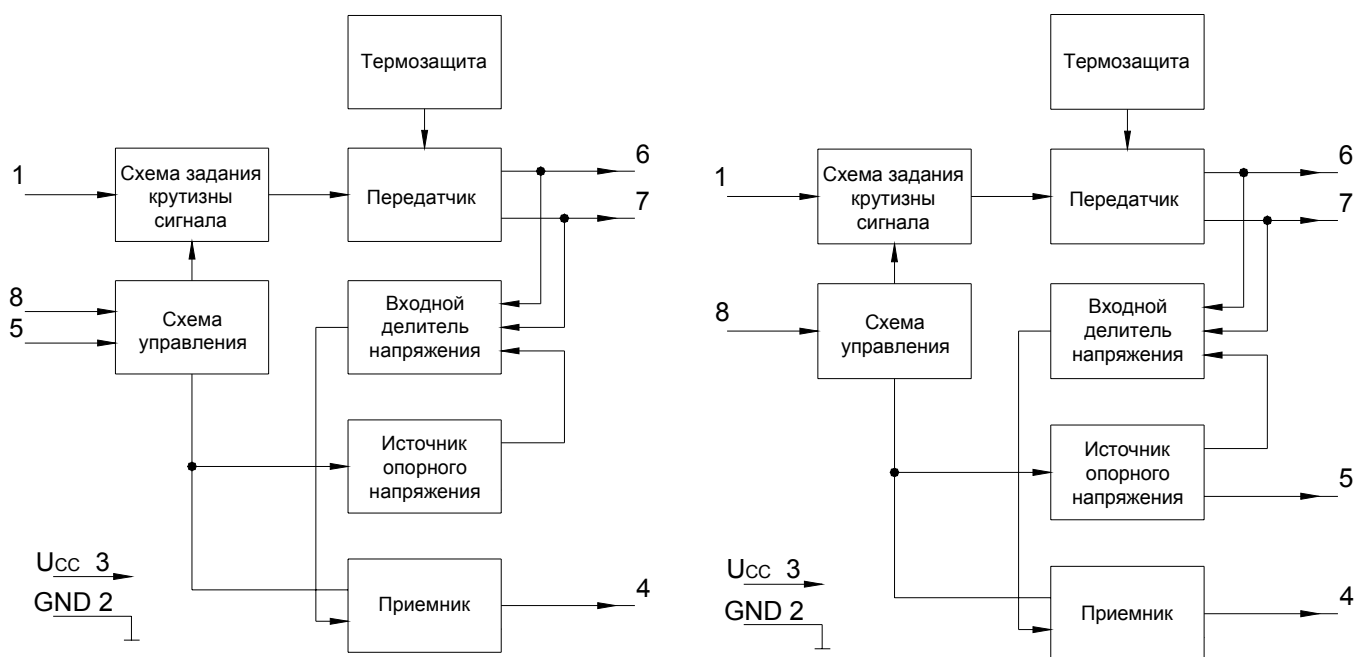 Термозащита
1
Схема задания
крутизны
сигнала
Передатчик
6
7
8
5
Схема
управления
Входной
делитель
напряжения
Источник
опорного
напряжения
Ucc 3
GND 2
Приемник
4
Термозащита
1
Схема задания
крутизны
сигнала
Передатчик
6
7
8
Схема
управления
Входной
делитель
напряжения
Источник
опорного
напряжения
5
Ucc 3
GND 2
Приемник
4